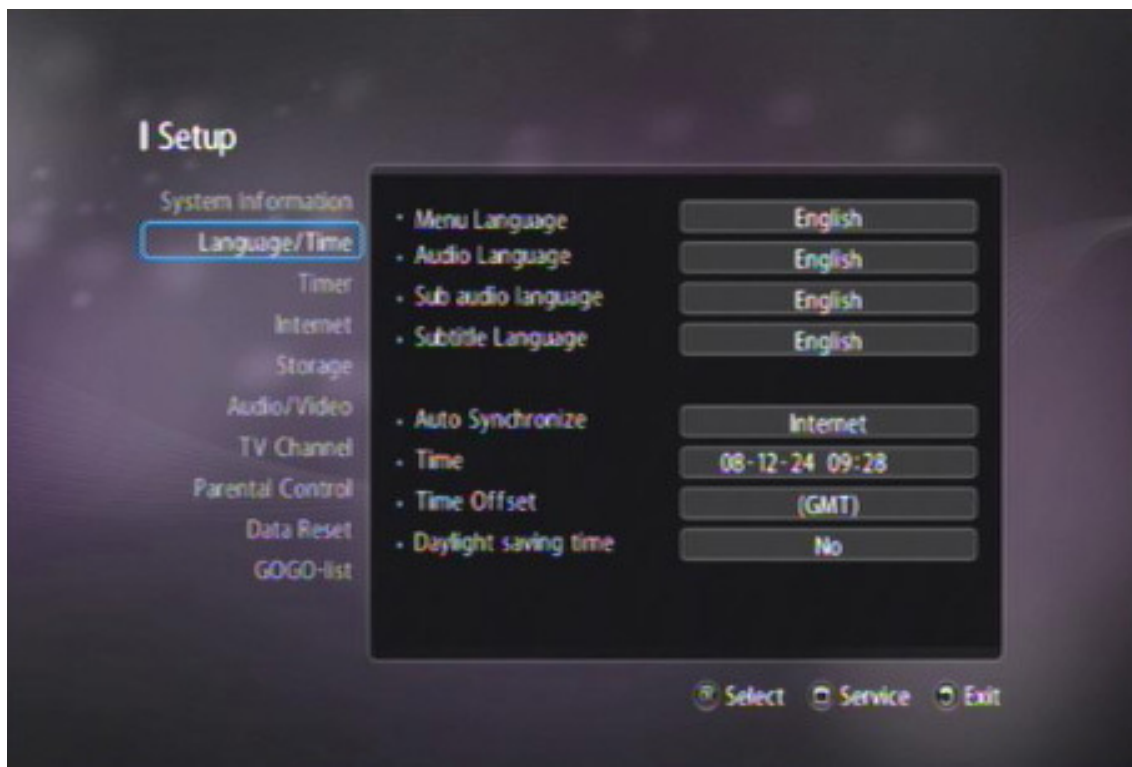 Setup
System Information
Language/Time
Timer
Internet
Storage
Audio/Video
TV Channel
Parental Control
Data Reset
GOGO-list
Menu Language English
Audio Language English
Sub audio language English
Subtitle Language English
Auto Synchronize Internet
Time 08-12-24 09:28
Time Offset (GMT)
Daylight saving time No
Select Service Exit